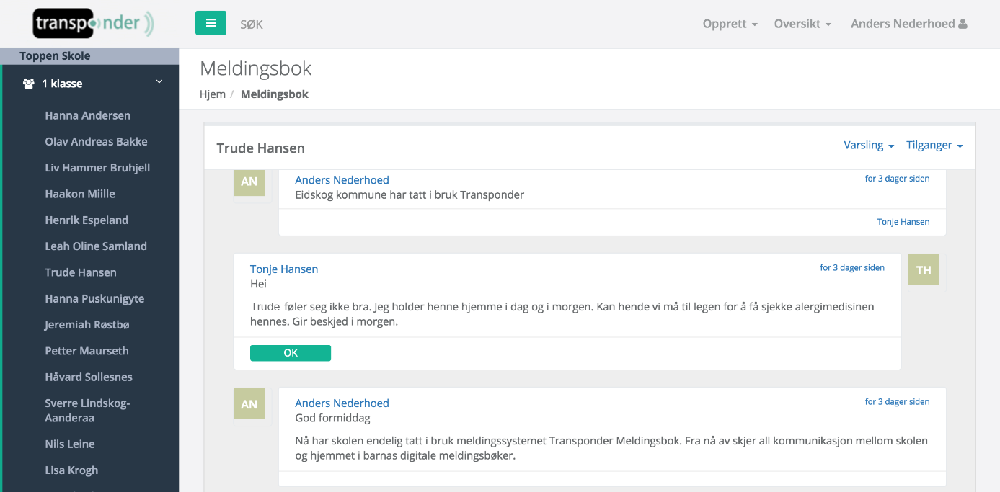 transponder
SØK
Opprett
Oversikt
Anders Nederhoed
Toppen Skole
1 klasse
Hanna Andersen
Olav Andreas Bakke
Liv Hammer Bruhjell
Haakon Miille
Henrik Espeland
Leah Oline Samland
Trude Hansen
Hanna Puskunigyte
Jeremiah Røstbø
Petter Maurseth
Håvard Sollesnes
Sverre Lindskog-
Aanderaa
Nils Leine
Lisa Krogh
Meldingsbok
Hjem / Meldingsbok
Trude Hansen
Varsling
Tilganger
AN
Anders Nederhoed
for 3 dager siden
Eidskog kommune har tatt i bruk Transponder
Tonje Hansen
Tonje Hansen
for 3 dager siden
TH
Hei
Trude føler seg ikke bra. Jeg holder henne hjemme i dag og i morgen. Kan hende vi må til legen for å få sjekke alergimedisinen
hennes. Gir beskjed i morgen.
OK
AN
Anders Nederhoed
for 3 dager siden
God formiddag
Nå har skolen endelig tatt i bruk meldingssystemet Transponder Meldingsbok. Fra nå av skjer all kommunikasjon mellom skolen
og hjemmet i barnas digitale meldingsbøker.